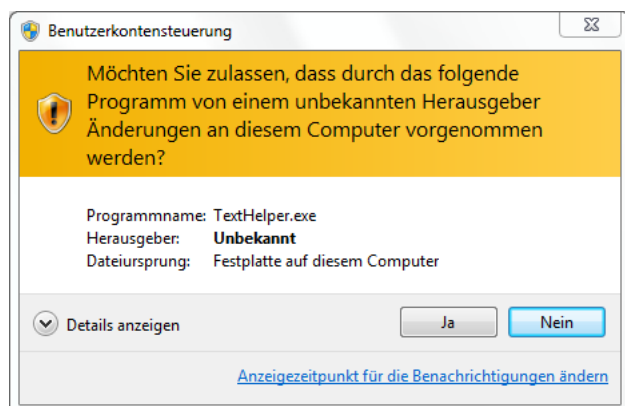 Benutzerkontensteuerung
Möchten Sie zulassen, dass durch das folgende
Programm von einem unbekannten Herausgeber
Änderungen an diesem Computer vorgenommen
werden?
Programmname: TextHelper.exe
Herausgeber: Unbekannt
Dateiursprung: Festplatte auf diesem Computer
Details anzeigen Ja Nein
Anzeigezeitpunkt für die Benachrichtigungen ändern